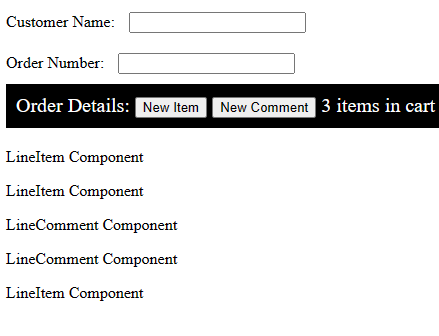 Customer Name:
Order Number:
Order Details: New Item New Comment 3 items in cart
LineItem Component
LineItem Component
LineComment Component
LineComment Component
LineItem Component